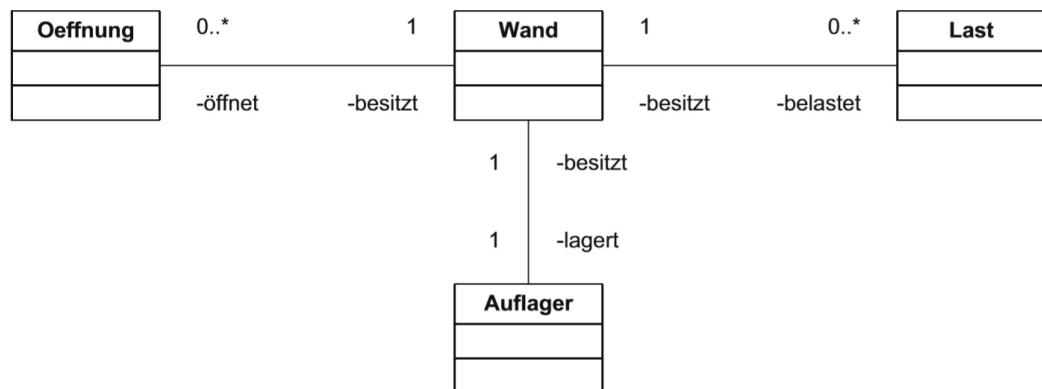 Oeffnung 0..* 1 Wand 1 0..* Last
-öffnet -besitzt -besitzt -belastet
1 -besitzt
1 -lagert
Auflager